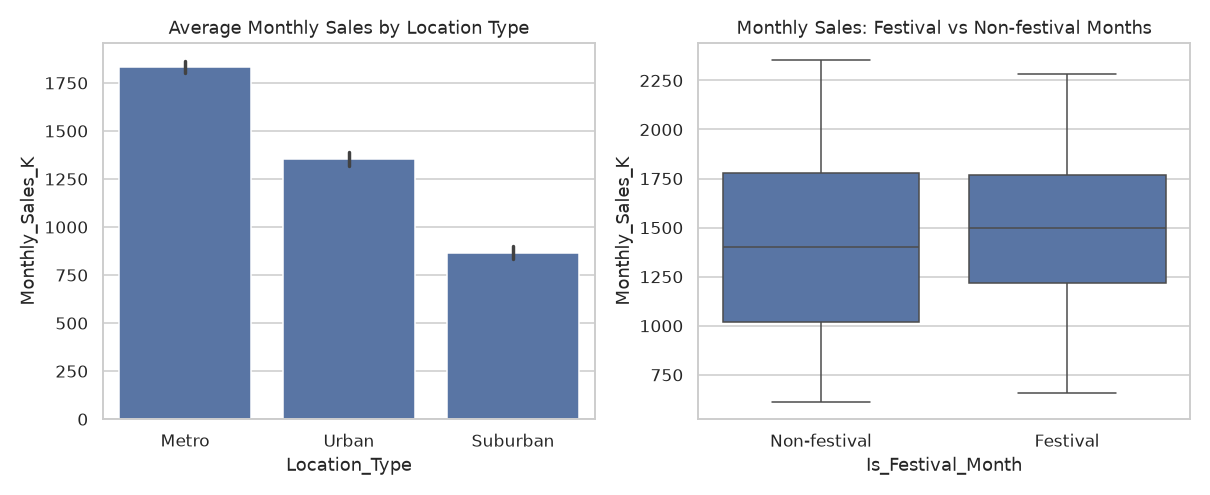 Average Monthly Sales by Location Type
Monthly_Sales_K
1750
1500
1250
1000
750
500
250
0
Metro Urban Suburban
Location_Type
Monthly Sales: Festival vs Non-festival Months
Monthly_Sales_K
2250
2000
1750
1500
1250
1000
750
Non-festival Festival
Is_Festival_Month